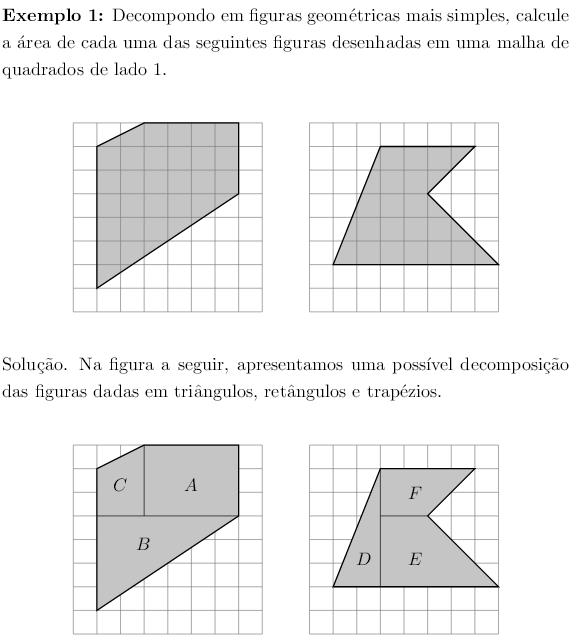 Exemplo 1: Decompondo em figuras geométricas mais simples, calcule
a área de cada uma das seguintes figuras desenhadas em uma malha de
quadrados de lado 1.
Solução. Na figura a seguir, apresentamos uma possível decomposição
das figuras dadas em triângulos, retângulos e trapézios.
C
A
B
F
D
E